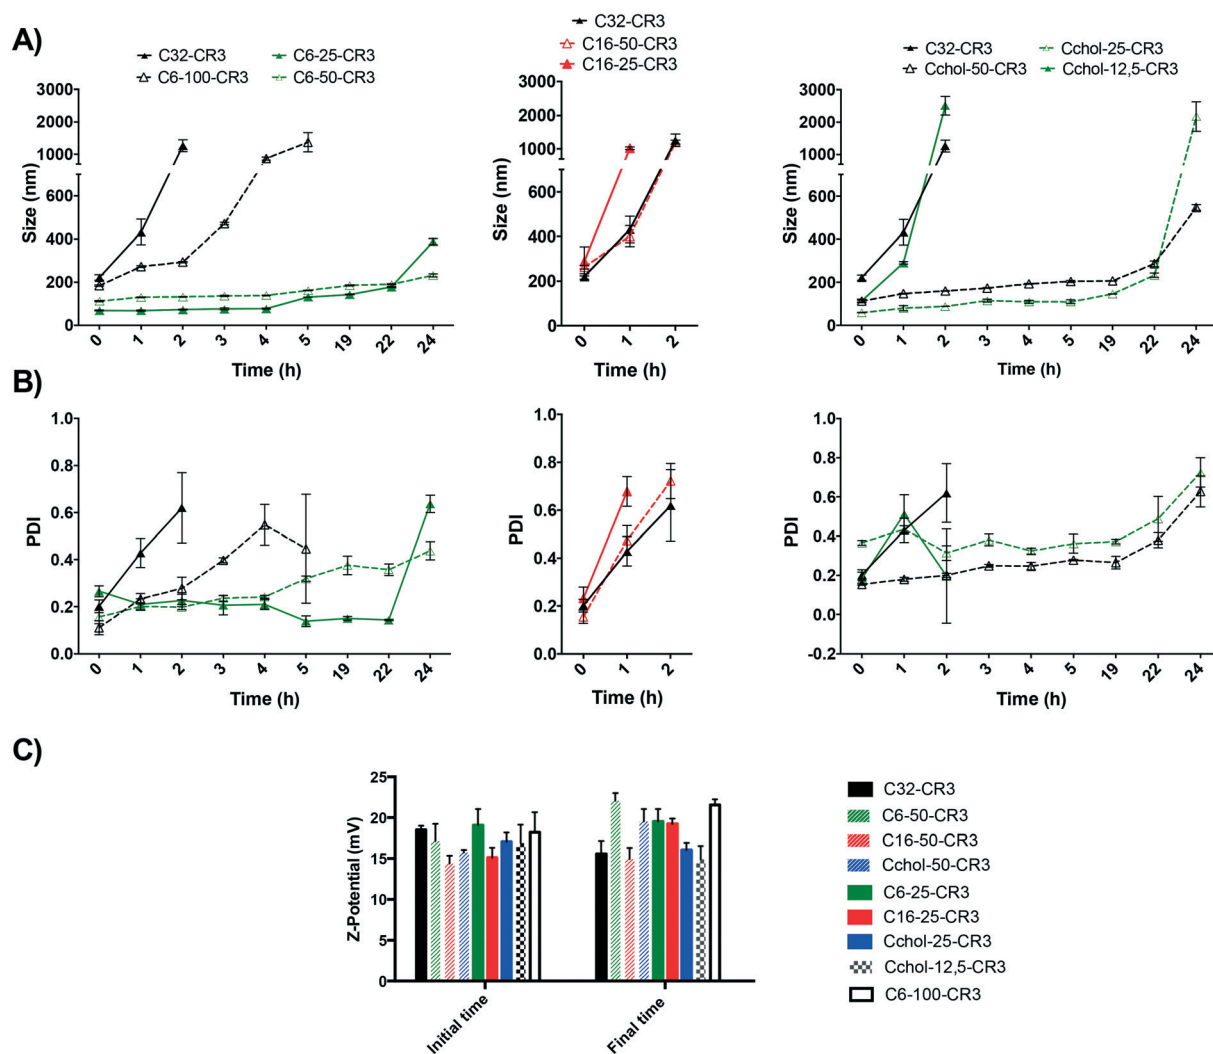 A)
C32-CR3
C6-25-CR3
C6-100-CR3
C6-50-CR3
C32-CR3
C16-50-CR3
C16-25-CR3
C32-CR3
Cchol-25-CR3
Cchol-50-CR3
Cchol-12,5-CR3
Size (nm)
3000
2000
1000
600
400
200
0
0 1 2 3 4 5 19 22 24
Time (h)
Size (nm)
3000
2000
1000
600
400
200
0
0 1 2
Time (h)
Size (nm)
3000
2000
1000
600
400
200
0
0 1 2 3 4 5 19 22 24
Time (h)
B)
PDI
1.0
0.8
0.6
0.4
0.2
0.0
0 1 2 3 4 5 19 22 24
Time (h)
PDI
1.0
0.8
0.6
0.4
0.2
0.0
0 1 2
Time (h)
PDI
1.0
0.8
0.6
0.4
0.2
0.0
-0.2
0 1 2 3 4 5 19 22 24
Time (h)
C)
Z-Potential (mV)
25
20
15
10
5
0
Initial time
Final time
C32-CR3
C6-50-CR3
C16-50-CR3
Cchol-50-CR3
C6-25-CR3
C16-25-CR3
Cchol-25-CR3
Cchol-12,5-CR3
C6-100-CR3